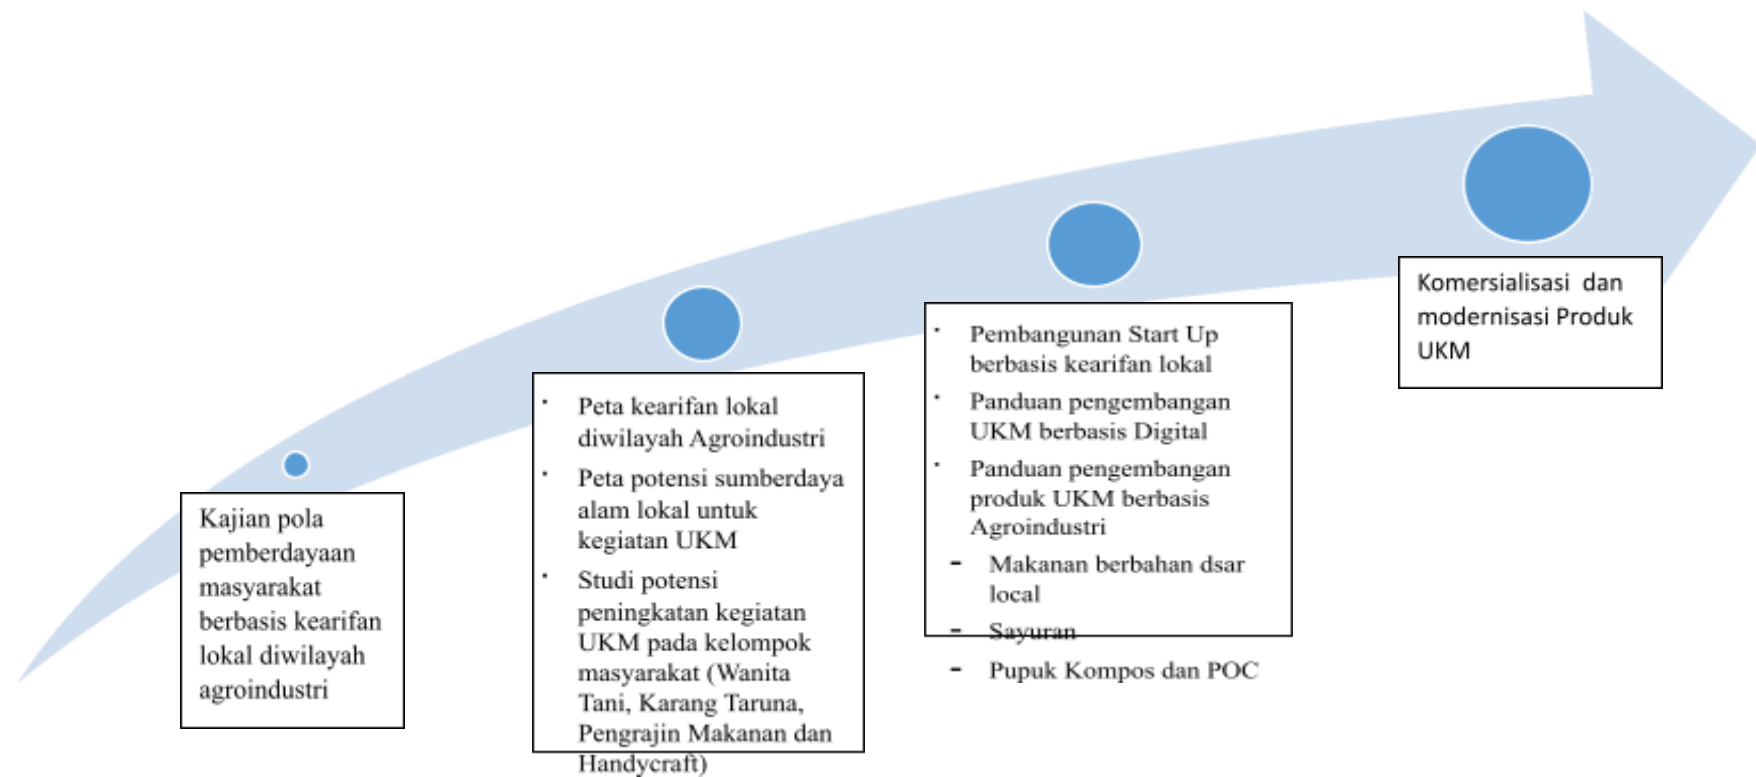 Kajian pola
pemberdayaan
masyarakat
berbasis kearifan
lokal diwilayah
agroindustri
· Peta kearifan lokal
diwilayah Agroindustri
· Peta potensi sumberdaya
alam lokal untuk
kegiatan UKM
· Studi potensi
peningkatan kegiatan
UKM pada kelompok
masyarakat (Wanita
Tani, Karang Taruna,
Pengrajin Makanan dan
Handycraft)
· Pembangunan Start Up
berbasis kearifan lokal
· Panduan pengembangan
UKM berbasis Digital
· Panduan pengembangan
produk UKM berbasis
Agroindustri
- Makanan berbahan dsar
local
- Sayuran
- Pupuk Kompos dan POC
Komersialisasi dan
modernisasi Produk
UKM